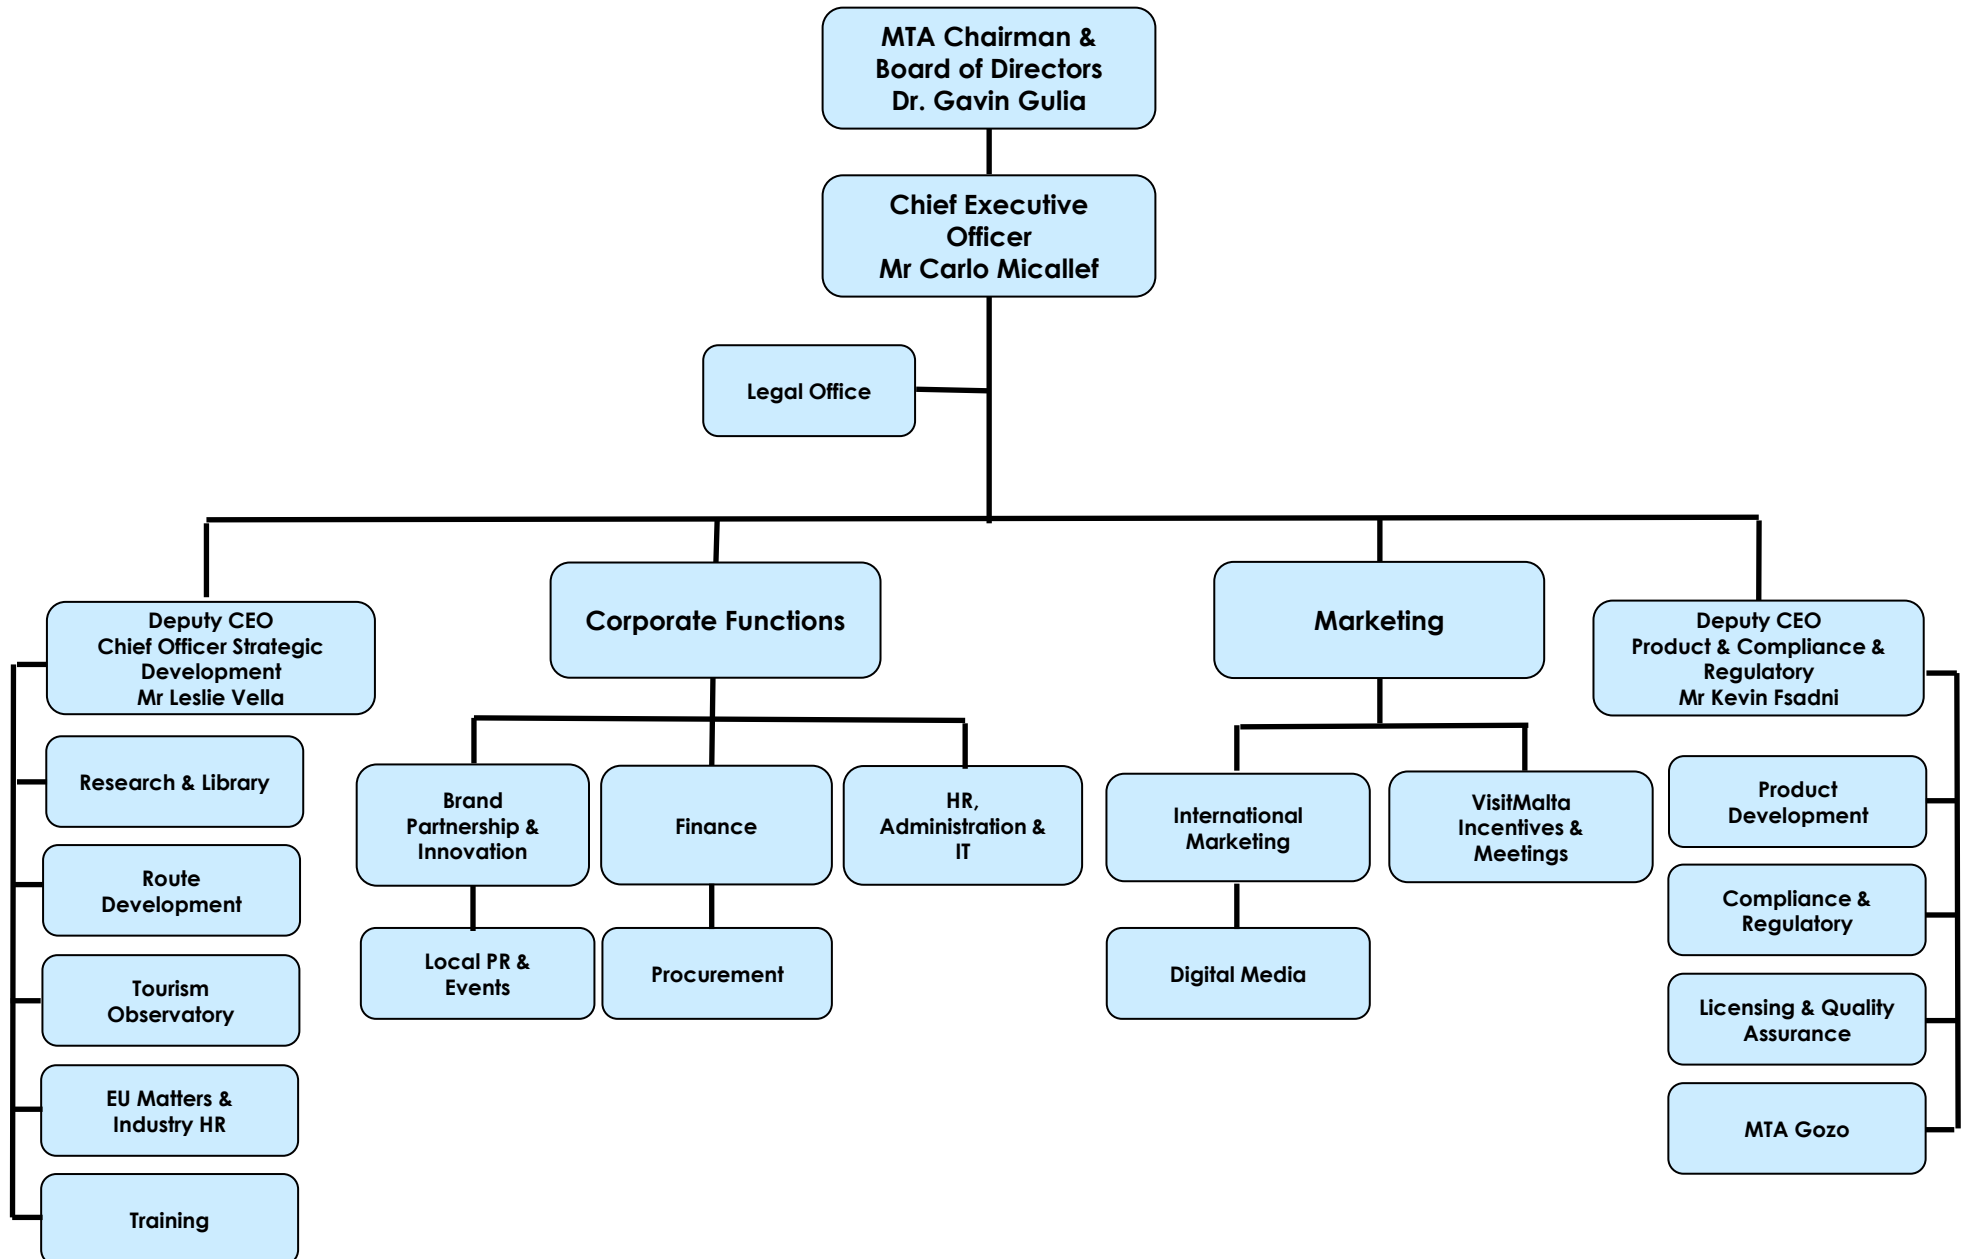 MTA Chairman &
Board of Directors
Dr. Gavin Gulia
Chief Executive
Officer
Mr Carlo Micallef
Legal Office
Deputy CEO
Chief Officer Strategic
Development
Mr Leslie Vella
Research & Library
Route
Development
Tourism
Observatory
EU Matters &
Industry HR
Training
Corporate Functions
Brand
Partnership &
Innovation
Local PR &
Events
Finance
Procurement
HR,
Administration &
IT
Marketing
International
Marketing
Digital Media
VisitMalta
Incentives &
Meetings
Deputy CEO
Product & Compliance &
Regulatory
Mr Kevin Fsadni
Product
Development
Compliance &
Regulatory
Licensing & Quality
Assurance
MTA Gozo